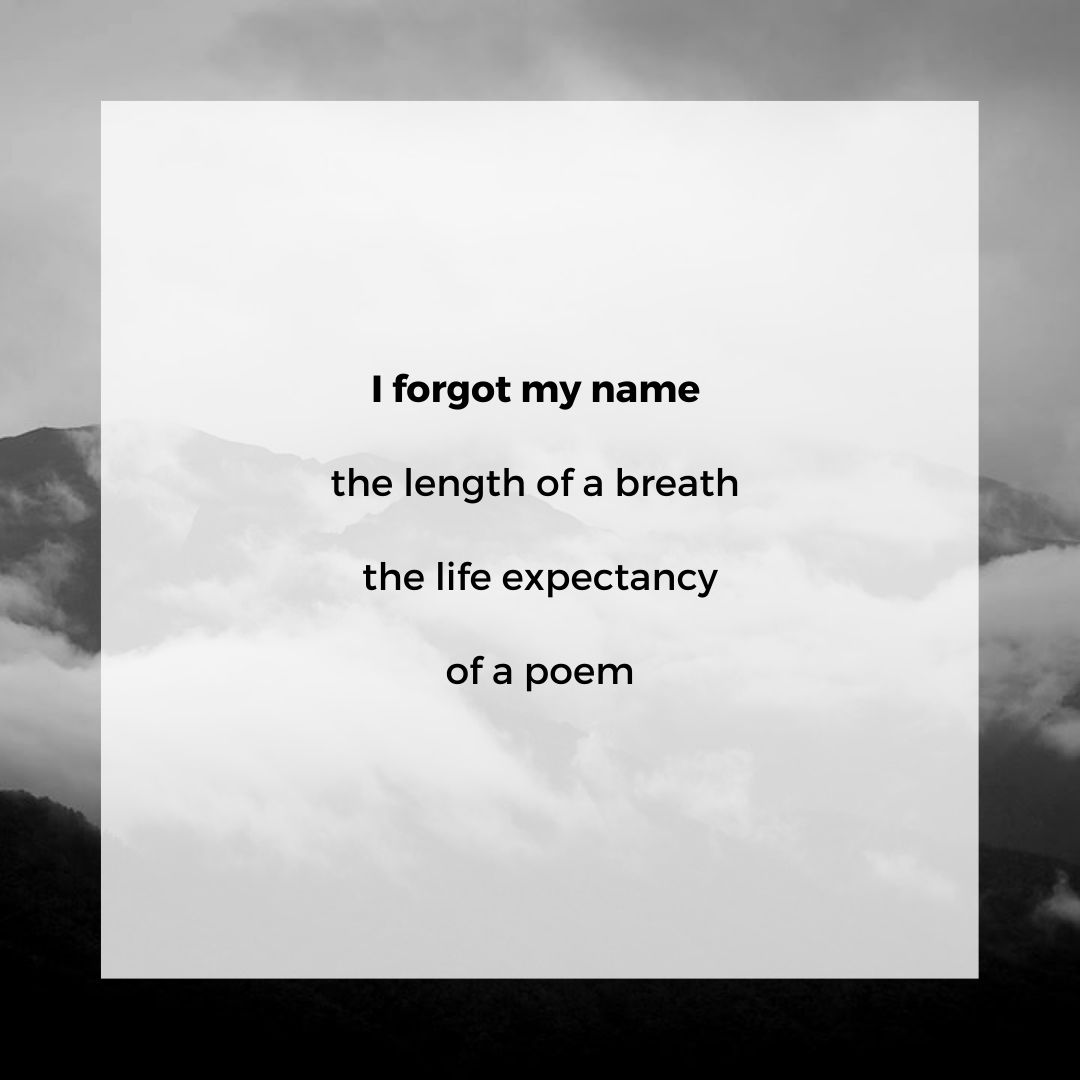 I forgot my name
the length of a breath
the life expectancy
of a poem